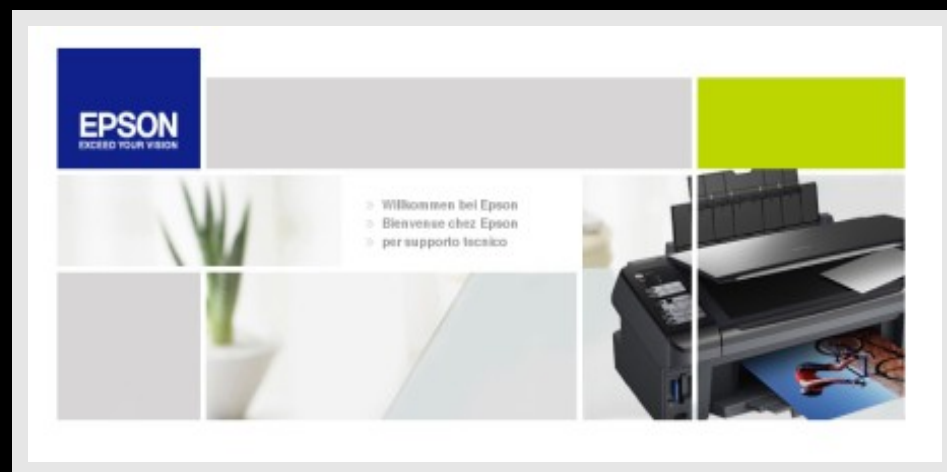 EPSON
EXCEED YOUR VISION
» Willkommen bei Epson
» Bienvenue chez Epson
» per supporto tecnico